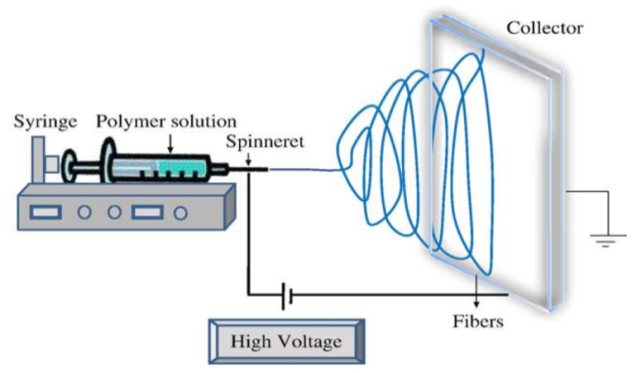 Collector
Syringe
Polymer solution
Spinneret
Fibers
High Voltage